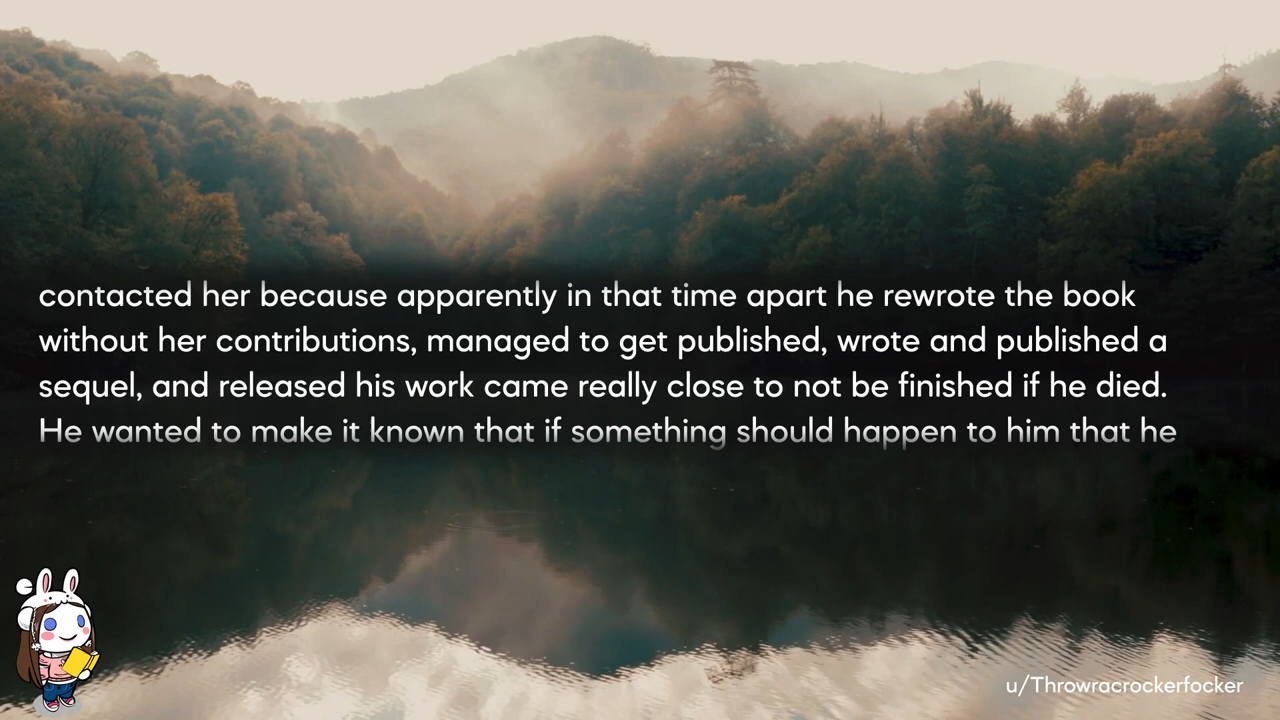 contacted her because apparently in that time apart he rewrote the book
without her contributions, managed to get published, wrote and published a
sequel, and released his work came really close to not be finished if he died.
He wanted to make it known that if something should happen to him that he
u/Throwracrockerfocker